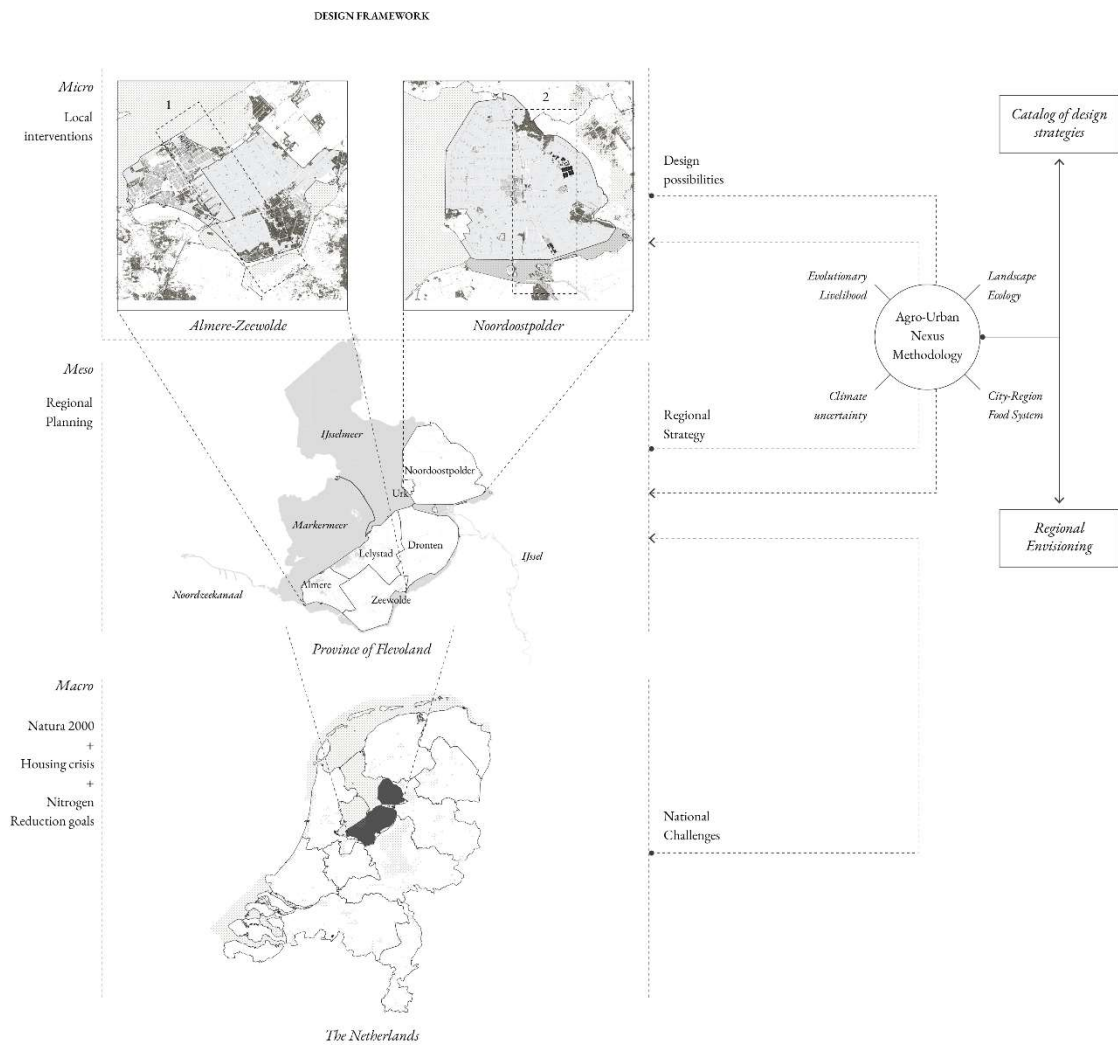 DESIGN FRAMEWORK
Micro
Local
interventions
1
2
Almere-Zeewolde
Noordoostpolder
Design
possibilities
Catalog of design
strategies
Evolutionary
Livelihood
Landscape
Ecology
Agro-Urban
Nexus
Methodology
Climate
uncertainty
City-Region
Food System
Regional
Envisioning
Meso
Regional
Planning
IJsselmeer
Noordoostpolder
Urk
Markermeer
Dronten
Lelystad
IJssel
Almere
Noordzeekanaal
Zeewolde
Province of Flevoland
Regional
Strategy
Macro
Natura 2000
+
Housing crisis
+
Nitrogen
Reduction goals
National
Challenges
The Netherlands